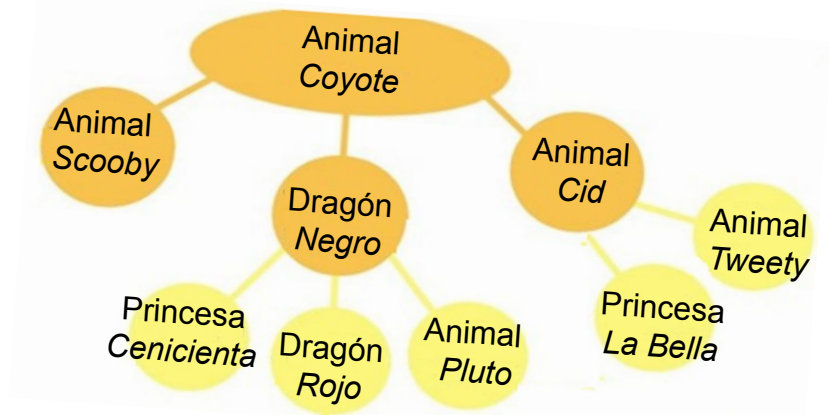 Animal
Coyote
Animal
Scooby
Dragón
Negro
Animal
Cid
Animal
Tweety
Princesa
Cenicienta
Dragón
Rojo
Animal
Pluto
Princesa
La Bella